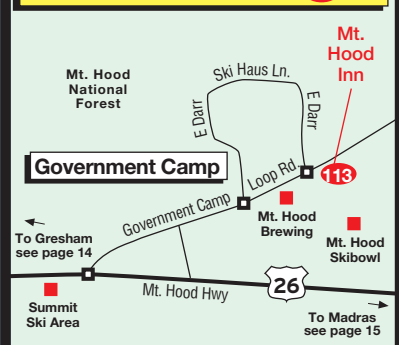 Mt.
Hood
Inn
Mt. Hood
National
Forest
Ski Haus Ln.
E Darr
E Darr
Government Camp
Loop Rd.
113
Government Camp
Mt. Hood
Brewing
Mt. Hood
Skibowl
To Gresham
see page 14
26
Mt. Hood Hwy
Summit
Ski Area
To Madras
see page 15